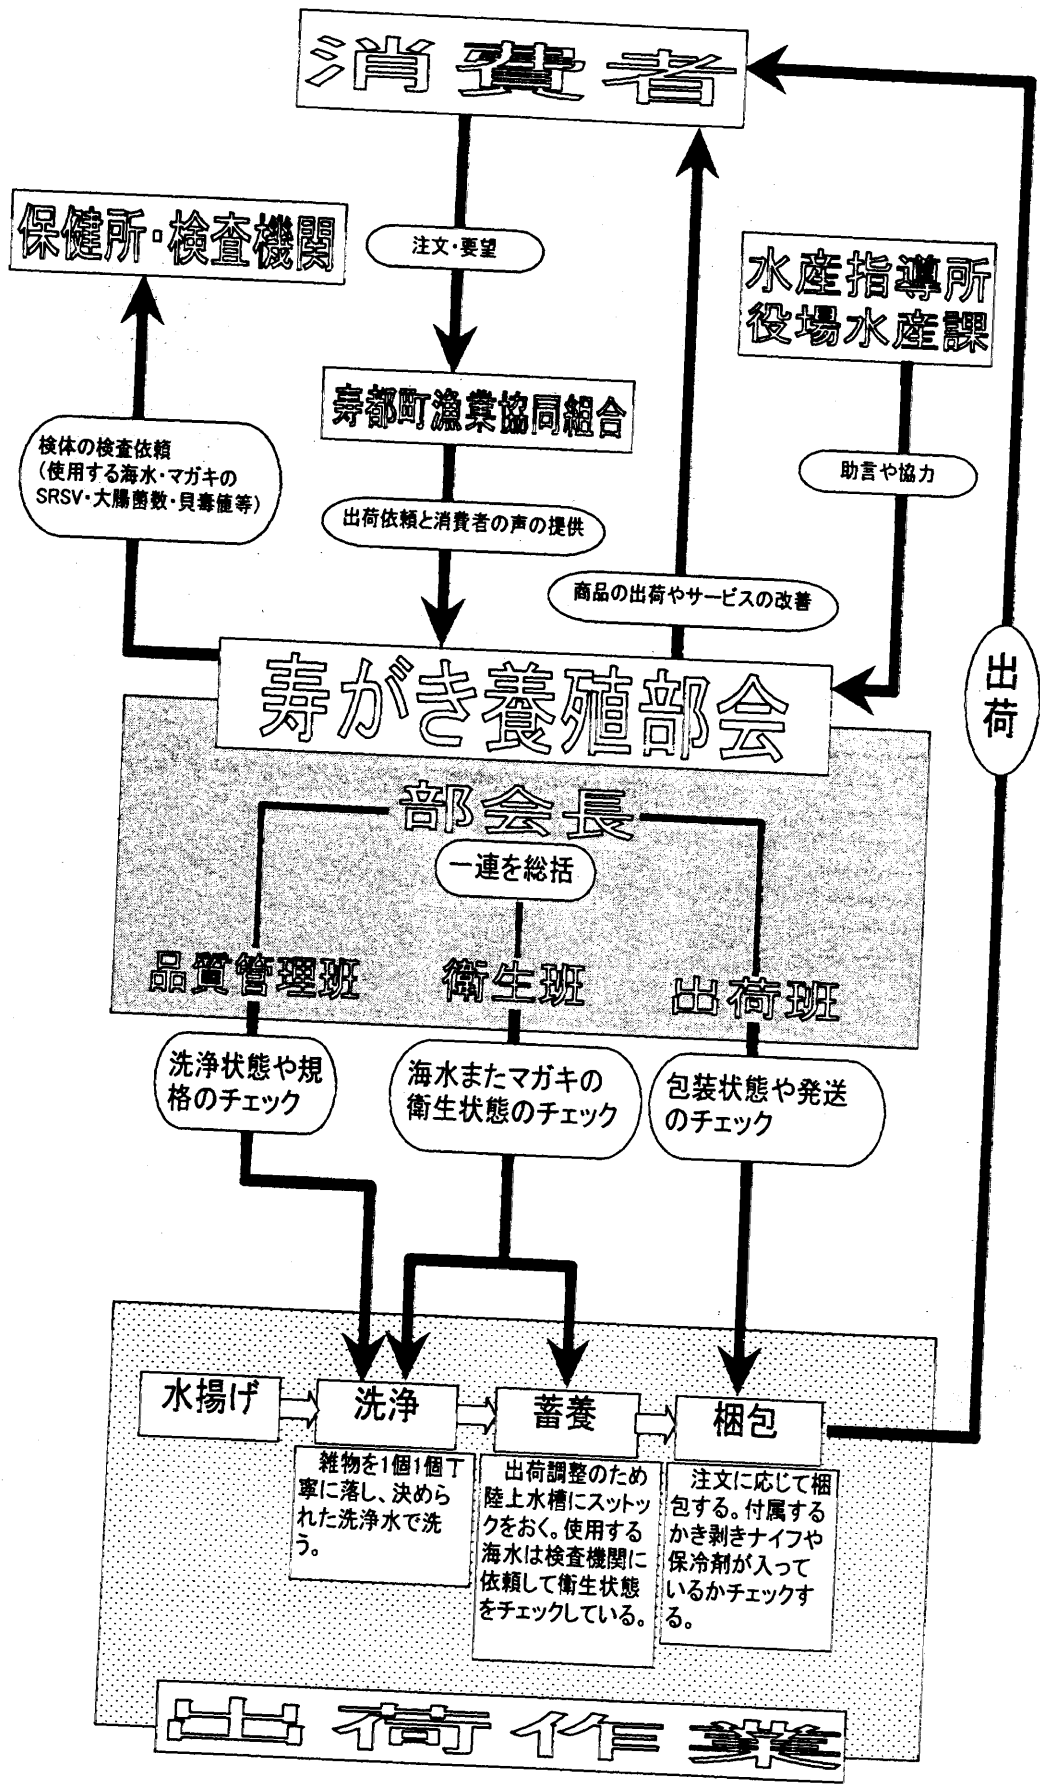 消費者
保健所・検査機関
注文・要望
水産指導所
役場水産課
寿都町漁業協同組合
検体の検査依頼
(使用する海水・マガキの
SRSV・大腸菌数・貝毒値等)
助言や協力
出荷依頼と消費者の声の提供
商品の出荷やサービスの改善
出荷
寿がき養殖部会
部会長
一連を総括
品質管理班
衛生班
出荷班
洗浄状態や規
格のチェック
海水またマガキの
衛生状態のチェック
包装状態や発送
のチェック
水揚げ
洗浄
蓄養
梱包
雑物を1個1個丁
寧に落し、決めら
れた洗浄水で洗
う。
出荷調整のため
陸上水槽にスットッ
クをおく。使用する
海水は検査機関に
依頼して衛生状態
をチェックしている。
注文に応じて梱
包する。付属する
かき剥きナイフや
保冷剤が入って
いるかチェックす
る。
出荷作業